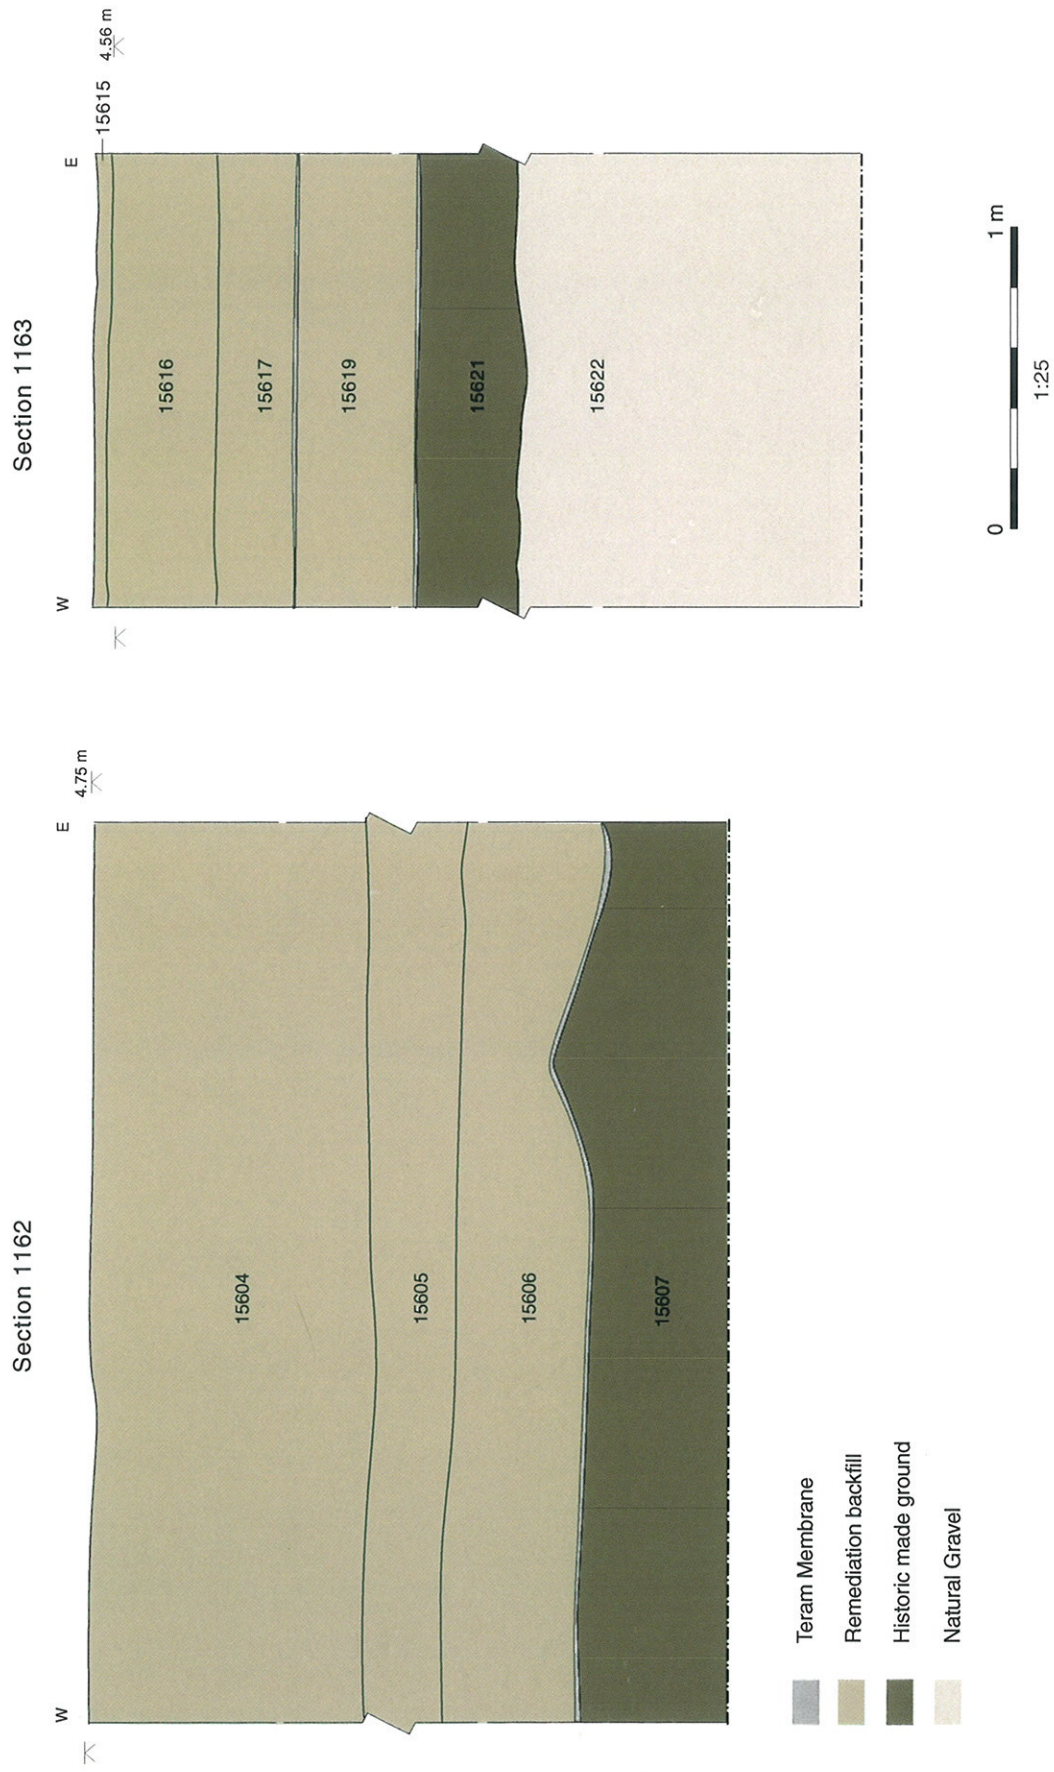 Section 1162
W
E
4.75 m
15604
15605
15606
15607
Section 1163
W
E
15615
4.56 m
15616
15617
15619
15621
15622
Teram Membrane
Remediation backfill
Historic made ground
Natural Gravel
0
1 m
1:25